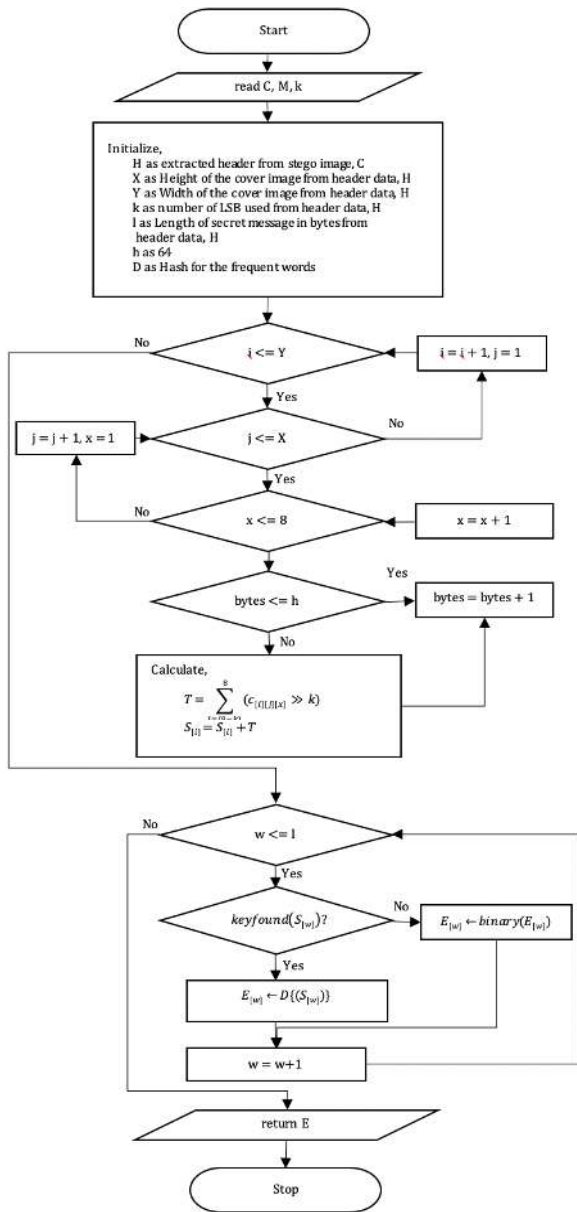 Start
read C, M, k
Initialize,
H as extracted header from stego image, C
X as Height of the cover image from header data, H
Y as Width of the cover image from header data, H
k as number of LSB used from header data, H
l as Length of secret message in bytes from
header data, H
h as 64
D as Hash for the frequent words
No
i <= Y
i = i + 1, j = 1
Yes
j = j + 1, x = 1
j <= X
No
Yes
No
x <= 8
x = x + 1
bytes <= h
Yes
bytes = bytes + 1
No
Calculate,
8
T = ∑ (c[i][j][x] ≫ k)
S[i] = S[i] + T
No
w <= l
Yes
keyfound(S[w])?
No
E[w] ← binary(E[w])
Yes
E[w] ← D{(S[w])}
w = w+1
return E
Stop